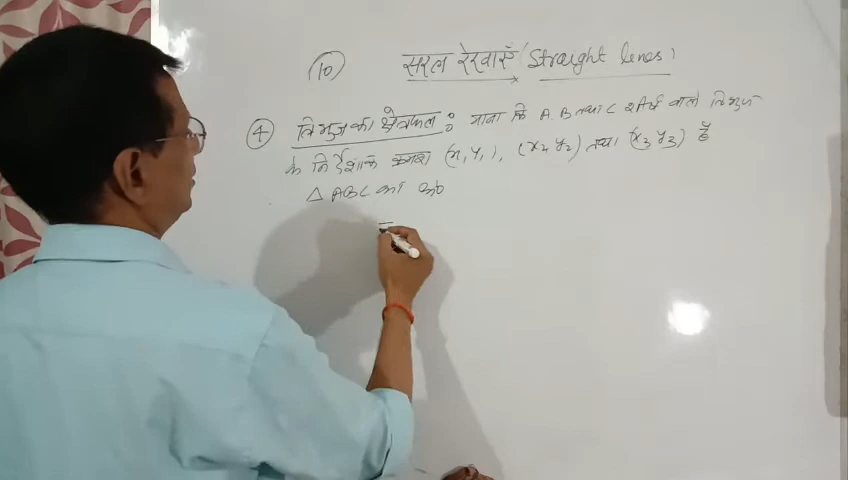 (10) सरल रेखाएँ (Straight lines)
(4) त्रिभुज का क्षेत्रफल : माना कि A, B तथा C शीर्ष वाले त्रिभुज
के निर्देशांक क्रमशः (x₁ y₁), (x₂ y₂) तथा (x₃ y₃) हैं
△ ABC का क्षे०
=